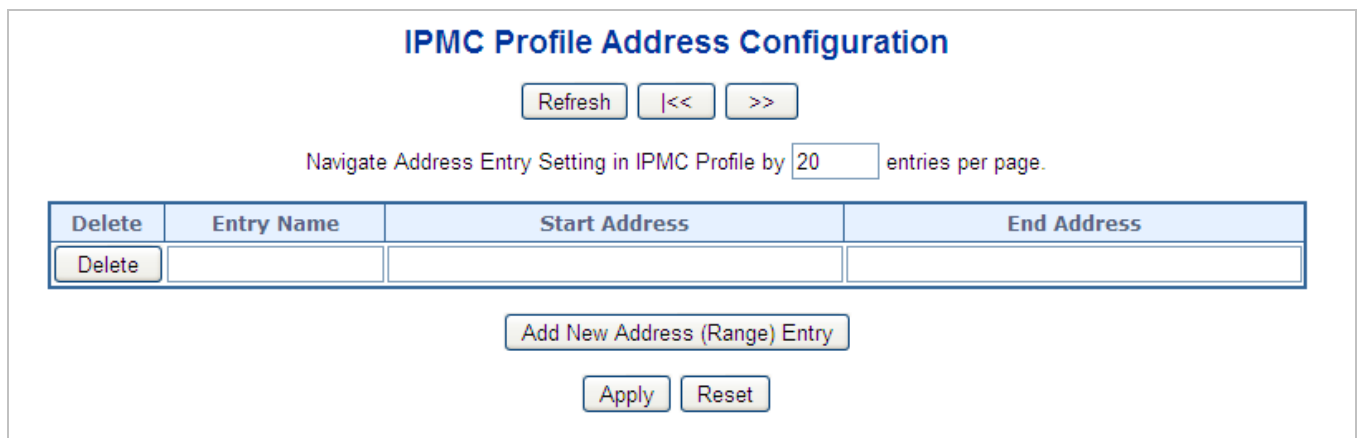 IPMC Profile Address Configuration
Refresh |<< >>
Navigate Address Entry Setting in IPMC Profile by 20 entries per page.
Delete Entry Name Start Address End Address
Delete
Add New Address (Range) Entry
Apply Reset